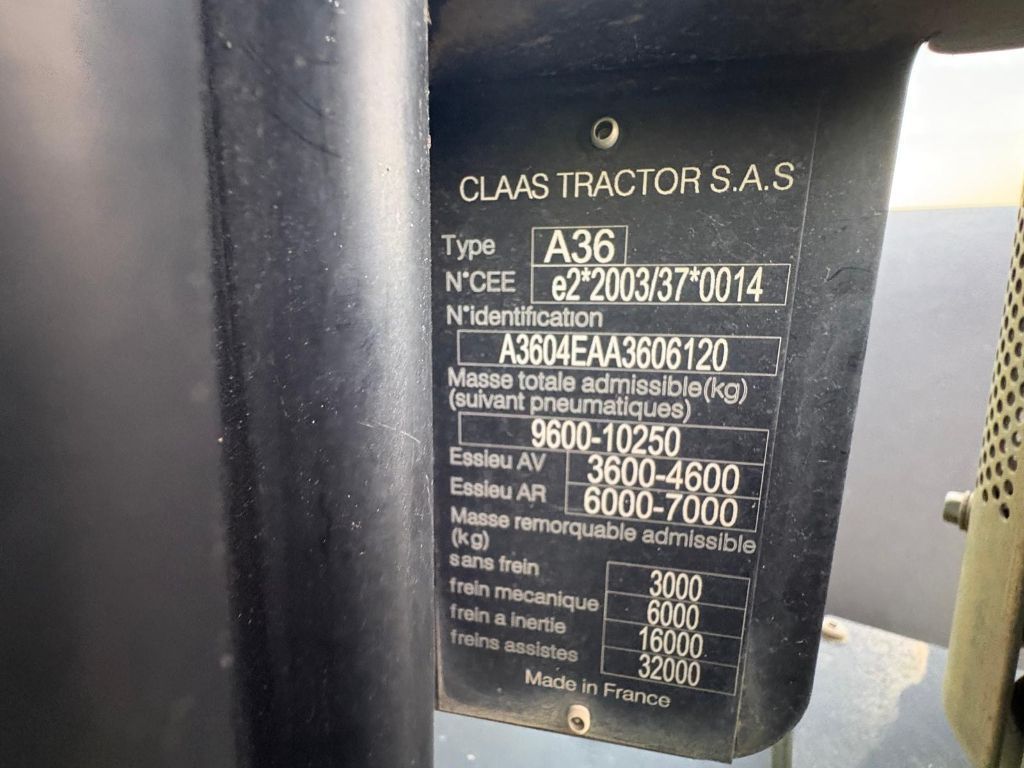 CLAAS TRACTOR S.A.S
Type A36
N°CEE e2*2003/37*0014
N°identification
A3604EAA3606120
Masse totale admissible(kg)
(suivant pneumatiques)
9600-10250
Essieu AV 3600-4600
Essieu AR 6000-7000
Masse remorquable admissible
(kg)
sans frein 3000
frein mecanique 6000
frein a inertie 16000
freins assistes 32000
Made in France